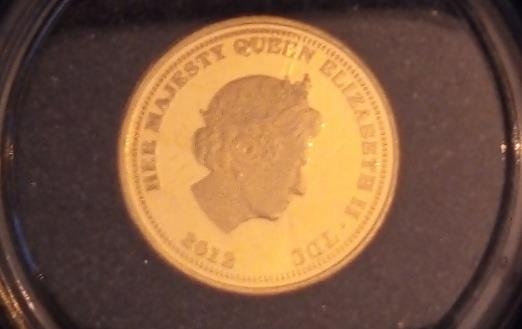 HER MAJESTY QUEEN ELIZABETH II · TDC
2012